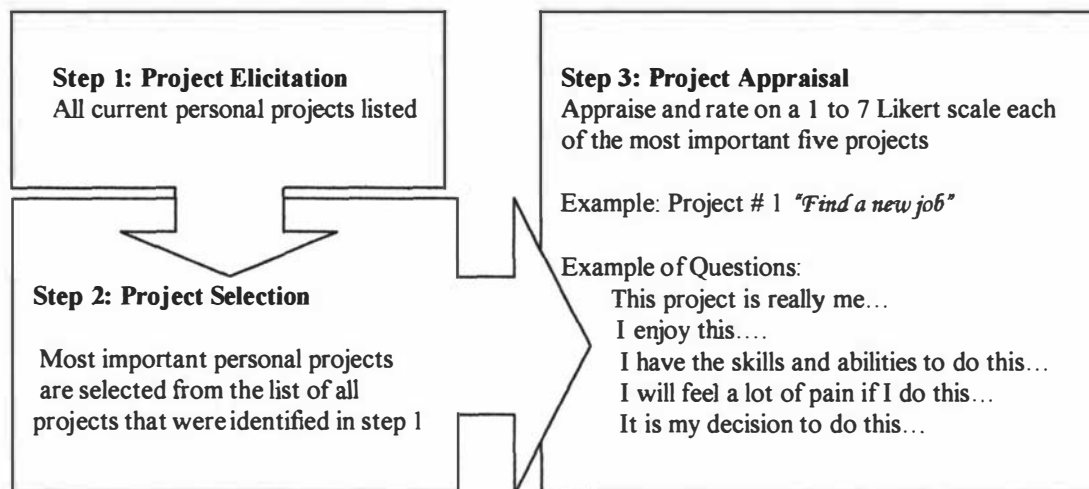 Step 1: Project Elicitation
All current personal projects listed
Step 2: Project Selection
Most important personal projects
are selected from the list of all
projects that were identified in step 1
Step 3: Project Appraisal
Appraise and rate on a 1 to 7 Likert scale each
of the most important five projects
Example: Project # 1 "Find a new job"
Example of Questions:
This project is really me…
I enjoy this….
I have the skills and abilities to do this…
I will feel a lot of pain if I do this…
It is my decision to do this…